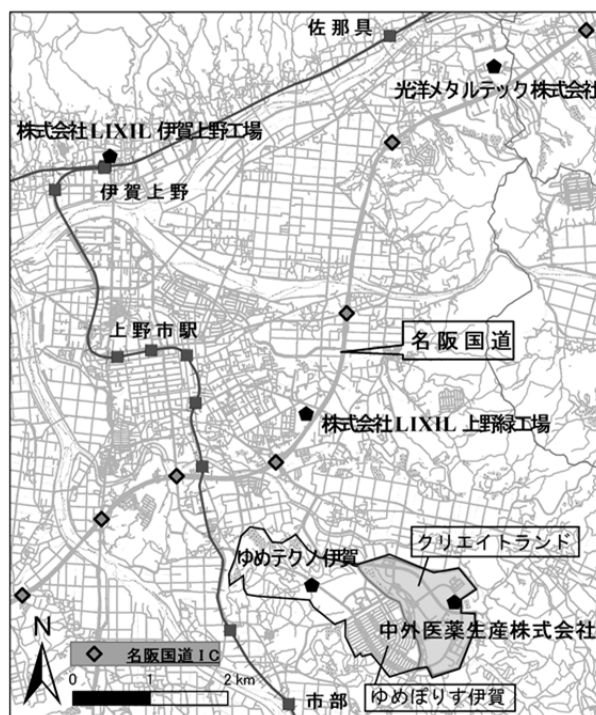 佐那具
光洋メタルテック株式会社
株式会社LIXIL 伊賀上野工場
伊賀上野
上野市駅
名阪国道
株式会社LIXIL 上野緑工場
クリエイトランド
ゆめテクノ伊賀
中外医薬生産株式会社
ゆめぽりす伊賀
N
名阪国道IC
0 1 2 km
市部